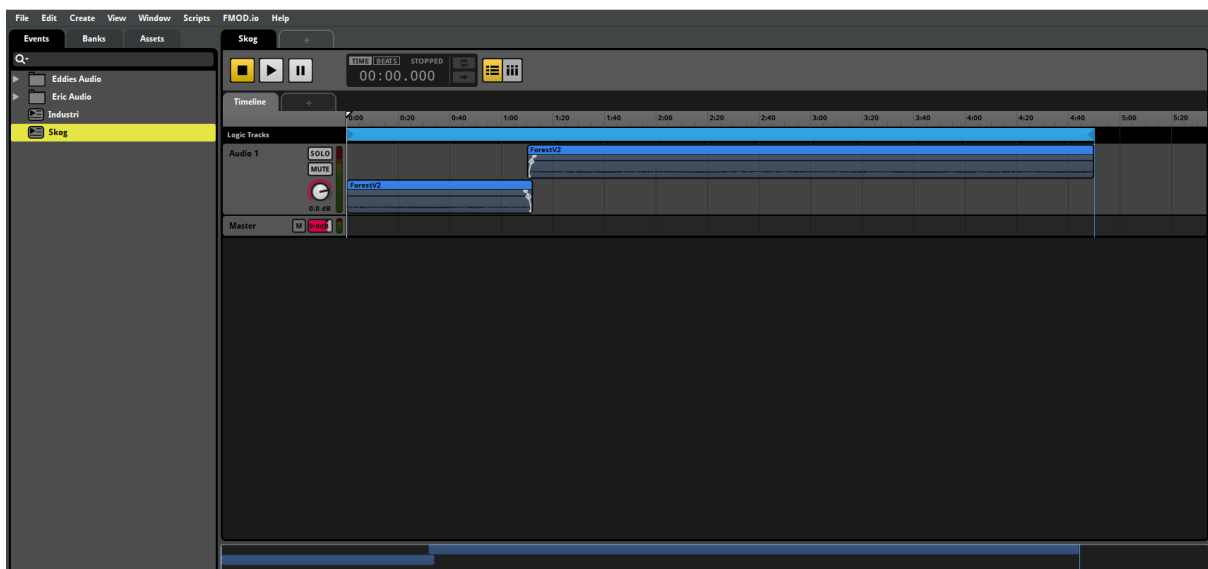 File Edit Create View Window Scripts FMOD.io Help
Events Banks Assets
Eddies Audio
Eric Audio
Industri
Skog
Skog +
TIME BEATS STOPPED
00:00.000
Timeline +
0:00 0:20 0:40 1:00 1:20 1:40 2:00 2:20 2:40 3:00 3:20 3:40 4:00 4:20 4:40 5:00 5:20
Logic Tracks
Audio 1 SOLO
MUTE
0.0 dB
ForestV2
ForestV2
Master M